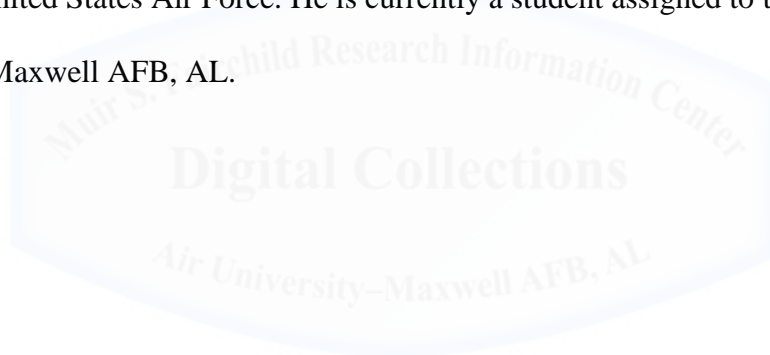 nited States Air Force. He is currently a student assigned to t
Maxwell AFB, AL.
Muir S. Fairchild Research Information Center
Digital Collections
Air University–Maxwell AFB, AL